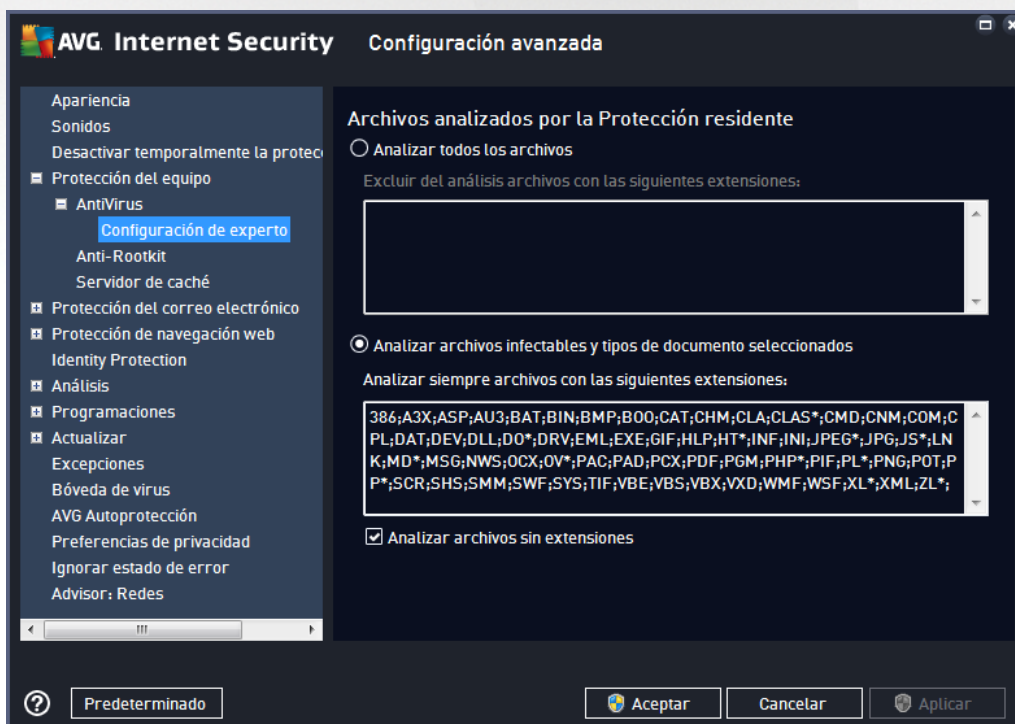 AVG. Internet Security Configuración avanzada
Apariencia
Sonidos
Desactivar temporalmente la protec
Protección del equipo
AntiVirus
Configuración de experto
Anti-Rootkit
Servidor de caché
Protección del correo electrónico
Protección de navegación web
Identity Protection
Análisis
Programaciones
Actualizar
Excepciones
Bóveda de virus
AVG Autoprotección
Preferencias de privacidad
Ignorar estado de error
Advisor: Redes
Archivos analizados por la Protección residente
Analizar todos los archivos
Excluir del análisis archivos con las siguientes extensiones:
Analizar archivos infectables y tipos de documento seleccionados
Analizar siempre archivos con las siguientes extensiones:
386;A3X;ASP;AU3;BAT;BIN;BMP;BOO;CAT;CHM;CLA;CLAS*;CMD;CNM;COM;C
PL;DAT;DEV;DLL;DO*;DRV;EML;EXE;GIF;HLP;HT*;INF;INI;JPEG*;JPG;JS*;LN
K;MD*;MSG;NWS;OCX;OV*;PAC;PAD;PCX;PDF;PGM;PHP*;PIF;PL*;PNG;POT;P
P*;SCR;SHS;SMM;SWF;SYS;TIF;VBE;VBS;VBX;VXD;WMF;WSF;XL*;XML;ZL*;
Analizar archivos sin extensiones
Predeterminado
Aceptar
Cancelar
Aplicar